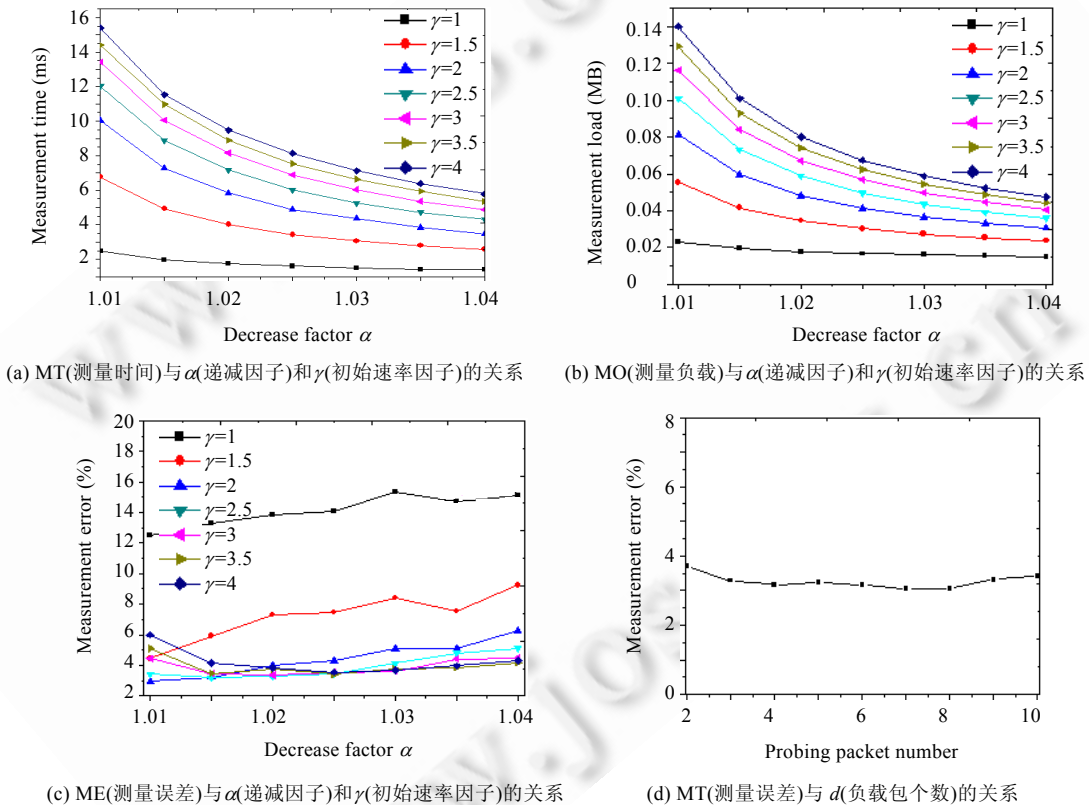 16
14
12
10
8
6
4
2
1.01
1.02
1.03
1.04
Measurement time (ms)
Decrease factor α
γ=1
γ=1.5
γ=2
γ=2.5
γ=3
γ=3.5
γ=4
(a) MT(测量时间)与α(递减因子)和γ(初始速率因子)的关系
0.14
0.12
0.10
0.08
0.06
0.04
0.02
0
1.01
1.02
1.03
1.04
Measurement load (MB)
Decrease factor α
γ=1
γ=1.5
γ=2
γ=2.5
γ=3
γ=3.5
γ=4
(b) MO(测量负载)与α(递减因子)和γ(初始速率因子)的关系
20
18
16
14
12
10
8
6
4
2
1.01
1.02
1.03
1.04
Measurement error (%)
Decrease factor α
γ=1
γ=1.5
γ=2
γ=2.5
γ=3
γ=3.5
γ=4
(c) ME(测量误差)与α(递减因子)和γ(初始速率因子)的关系
8
6
4
2
0
2
4
6
8
10
Measurement error (%)
Probing packet number
(d) MT(测量误差)与 d(负载包个数)的关系